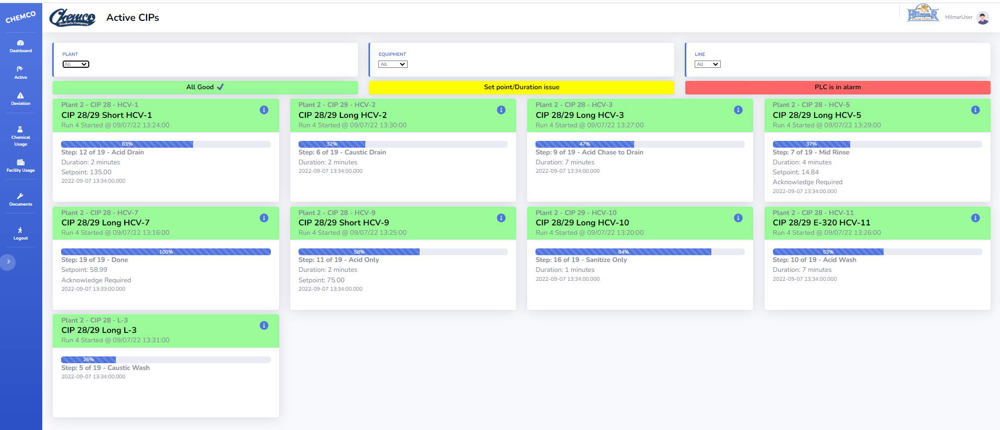 CHEMCO
Chemco
Products Company
Active CIPs
Hilmar
CHEESE COMPANY
HilmarUser
Dashboard
Active
Deviation
Chemical
Usage
Facility Usage
Documents
Logout
PLANT
All
EQUIPMENT
All
LINE
All
All Good
Set point/Duration issue
PLC is in alarm
Plant 2 - CIP 28 - HCV-1
CIP 28/29 Short HCV-1
Run 4 Started @ 09/07/22 13:24:00
63%
Step: 12 of 19 - Acid Drain
Duration: 2 minutes
Setpoint: 135.00
2022-09-07 13:34:00.000
Plant 2 - CIP 29 - HCV-2
CIP 28/29 Long HCV-2
Run 4 Started @ 09/07/22 13:30:00
32%
Step: 6 of 19 - Caustic Drain
Duration: 2 minutes
2022-09-07 13:34:00.000
Plant 2 - CIP 28 - HCV-3
CIP 28/29 Long HCV-3
Run 4 Started @ 09/07/22 13:27:00
47%
Step: 9 of 19 - Acid Chase to Drain
Duration: 7 minutes
2022-09-07 13:34:00.000
Plant 2 - CIP 28 - HCV-5
CIP 28/29 Long HCV-5
Run 4 Started @ 09/07/22 13:29:00
37%
Step: 7 of 19 - Mid Rinse
Duration: 4 minutes
Setpoint: 14.84
Acknowledge Required
2022-09-07 13:34:00.000
Plant 2 - CIP 28 - HCV-7
CIP 28/29 Long HCV-7
Run 4 Started @ 09/07/22 13:16:00
100%
Step: 19 of 19 - Done
Setpoint: 58.99
Acknowledge Required
2022-09-07 13:33:00.000
Plant 2 - CIP 28 - HCV-9
CIP 28/29 Short HCV-9
Run 4 Started @ 09/07/22 13:25:00
58%
Step: 11 of 19 - Acid Only
Duration: 2 minutes
Setpoint: 75.00
2022-09-07 13:34:00.000
Plant 2 - CIP 29 - HCV-10
CIP 28/29 Long HCV-10
Run 4 Started @ 09/07/22 13:20:00
84%
Step: 16 of 19 - Sanitize Only
Duration: 1 minutes
2022-09-07 13:34:00.000
Plant 2 - CIP 28 - HCV-11
CIP 28/29 E-320 HCV-11
Run 4 Started @ 09/07/22 13:26:00
53%
Step: 10 of 19 - Acid Wash
Duration: 7 minutes
2022-09-07 13:34:00.000
Plant 2 - CIP 28 - L-3
CIP 28/29 Long L-3
Run 4 Started @ 09/07/22 13:31:00
26%
Step: 5 of 19 - Caustic Wash
2022-09-07 13:34:00.000